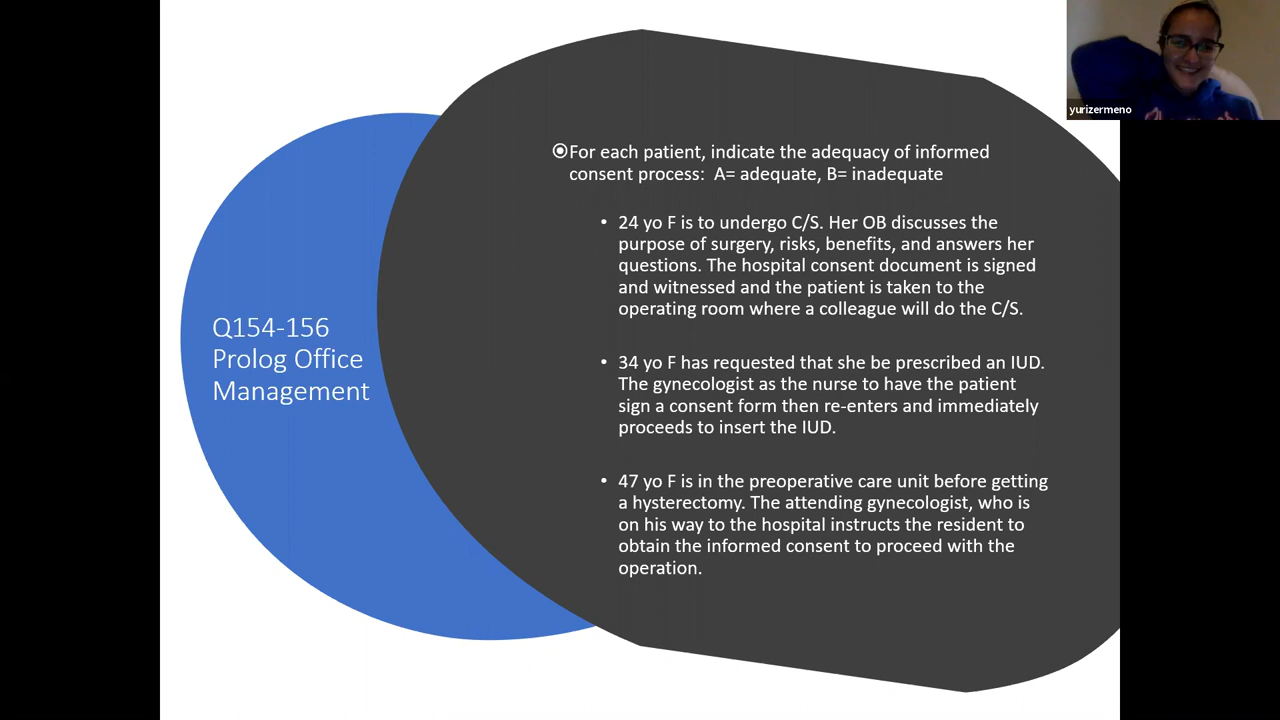 yurizermeno
Q154-156
Prolog Office
Management
For each patient, indicate the adequacy of informed
consent process:  A= adequate, B= inadequate
• 24 yo F is to undergo C/S. Her OB discusses the
purpose of surgery, risks, benefits, and answers her
questions. The hospital consent document is signed
and witnessed and the patient is taken to the
operating room where a colleague will do the C/S.
• 34 yo F has requested that she be prescribed an IUD.
The gynecologist as the nurse to have the patient
sign a consent form then re-enters and immediately
proceeds to insert the IUD.
• 47 yo F is in the preoperative care unit before getting
a hysterectomy. The attending gynecologist, who is
on his way to the hospital instructs the resident to
obtain the informed consent to proceed with the
operation.